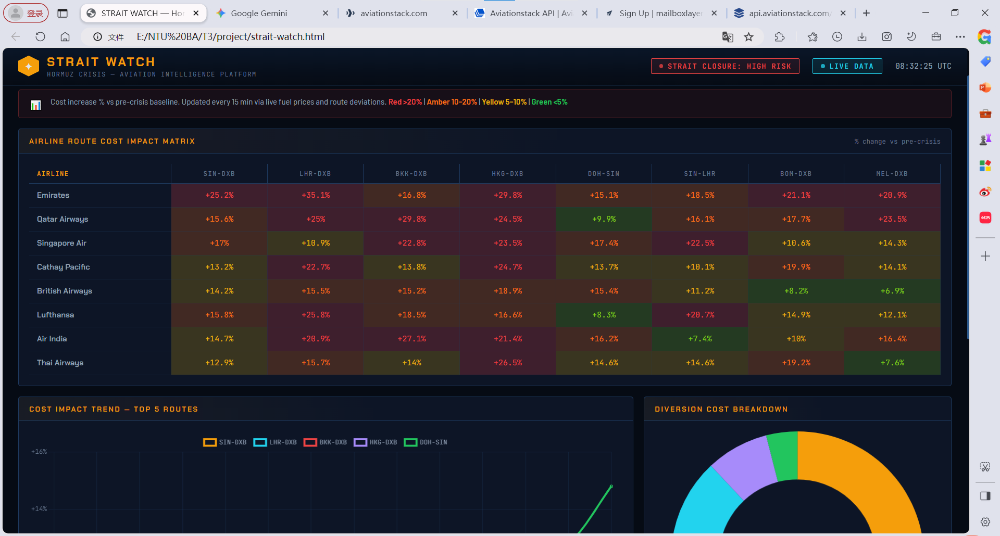 登录
STRAIT WATCH — Hor
Google Gemini
aviationstack.com
Aviationstack API | Avi
Sign Up | mailboxlayer
api.aviationstack.com/
文件
E:/NTU%20BA/T3/project/strait-watch.html
STRAIT WATCH
HORMUZ CRISIS — AVIATION INTELLIGENCE PLATFORM
STRAIT CLOSURE: HIGH RISK
LIVE DATA
08:32:25 UTC
Cost increase % vs pre-crisis baseline. Updated every 15 min via live fuel prices and route deviations. Red >20% | Amber 10–20% | Yellow 5–10% | Green <5%
AIRLINE ROUTE COST IMPACT MATRIX
% change vs pre-crisis
AIRLINE SIN-DXB LHR-DXB BKK-DXB HKG-DXB DOH-SIN SIN-LHR BOM-DXB MEL-DXB
Emirates +25.2% +35.1% +16.8% +29.8% +15.1% +18.5% +21.1% +20.9%
Qatar Airways +15.6% +25% +29.8% +24.5% +9.9% +16.1% +17.7% +23.5%
Singapore Air +17% +10.9% +22.8% +23.5% +17.4% +22.5% +10.6% +14.3%
Cathay Pacific +13.2% +22.7% +13.8% +24.7% +13.7% +10.1% +19.9% +14.1%
British Airways +14.2% +15.5% +15.2% +18.9% +15.4% +11.2% +8.2% +6.9%
Lufthansa +15.8% +25.8% +18.5% +16.6% +8.3% +20.7% +14.9% +12.1%
Air India +14.7% +20.9% +27.1% +21.4% +16.2% +7.4% +10% +16.4%
Thai Airways +12.9% +15.7% +14% +26.5% +14.6% +14.6% +19.2% +7.6%
COST IMPACT TREND — TOP 5 ROUTES
SIN-DXB LHR-DXB BKK-DXB HKG-DXB DOH-SIN
+16%
+14%
DIVERSION COST BREAKDOWN